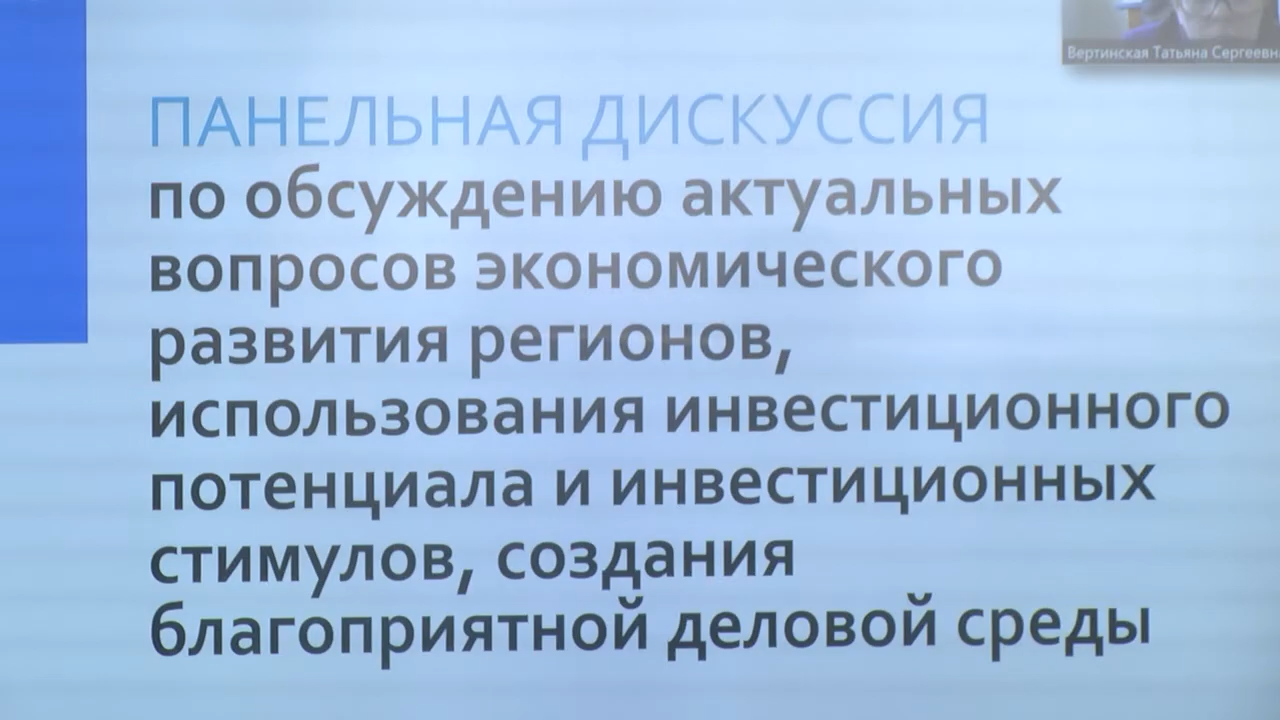 Вертинская Татьяна Сергеевн
ПАНЕЛЬНАЯ ДИСКУССИЯ
по обсуждению актуальных
вопросов экономического
развития регионов,
использования инвестиционного
потенциала и инвестиционных
стимулов, создания
благоприятной деловой среды